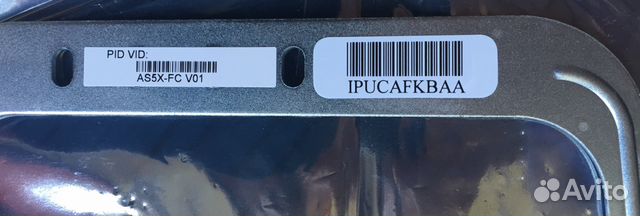 PID VID:
AS5X-FC V01
IPUCAFKBAA
Avito